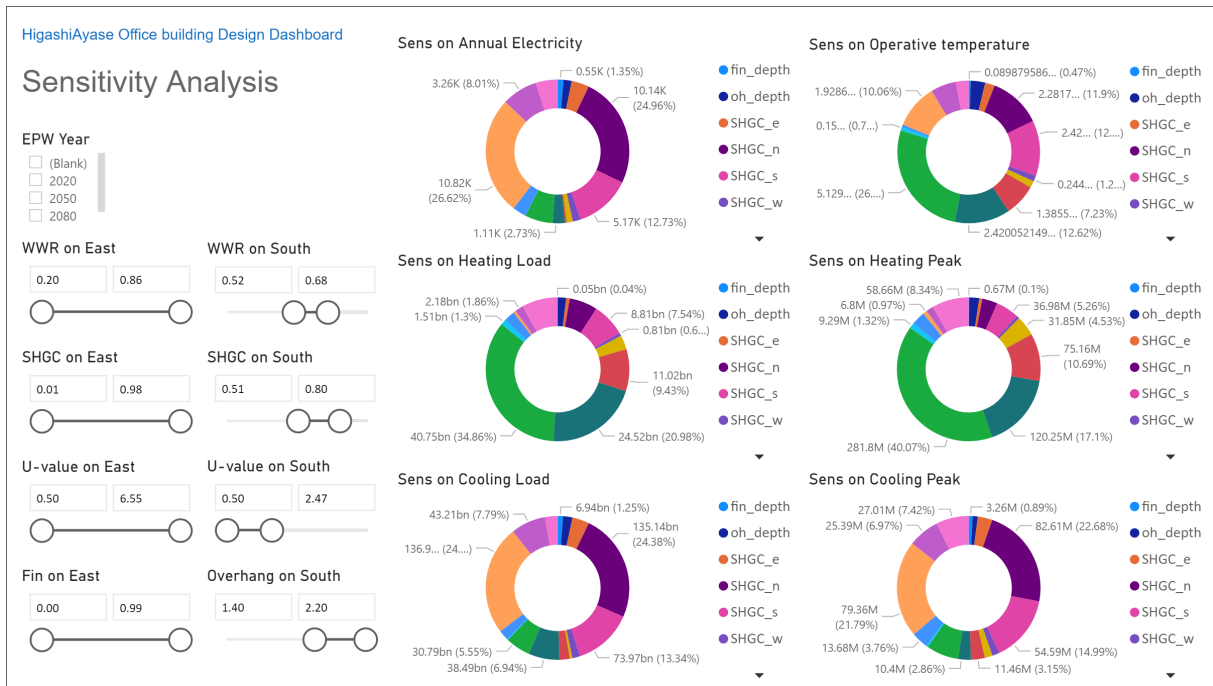 HigashiAyase Office building Design Dashboard
Sensitivity Analysis
EPW Year
(Blank)
2020
2050
2080
WWR on East
0.20 0.86
WWR on South
0.52 0.68
SHGC on East
0.01 0.98
SHGC on South
0.51 0.80
U-value on East
0.50 6.55
U-value on South
0.50 2.47
Fin on East
0.00 0.99
Overhang on South
1.40 2.20
Sens on Annual Electricity
0.55K (1.35%)
3.26K (8.01%)
10.14K
(24.96%)
10.82K
(26.62%)
5.17K (12.73%)
1.11K (2.73%)
fin_depth
oh_depth
SHGC_e
SHGC_n
SHGC_s
SHGC_w
Sens on Operative temperature
0.089879586... (0.47%)
1.9286... (10.06%)
2.2817... (11.9%)
0.15... (0.7...)
2.42... (12....)
5.129... (26....)
0.244... (1.2...)
1.3855... (7.23%)
2.420052149... (12.62%)
fin_depth
oh_depth
SHGC_e
SHGC_n
SHGC_s
SHGC_w
Sens on Heating Load
0.05bn (0.04%)
2.18bn (1.86%)
1.51bn (1.3%)
8.81bn (7.54%)
0.81bn (0.6...)
11.02bn
(9.43%)
40.75bn (34.86%)
24.52bn (20.98%)
fin_depth
oh_depth
SHGC_e
SHGC_n
SHGC_s
SHGC_w
Sens on Heating Peak
58.66M (8.34%)
0.67M (0.1%)
6.8M (0.97%)
36.98M (5.26%)
9.29M (1.32%)
31.85M (4.53%)
75.16M
(10.69%)
281.8M (40.07%)
120.25M (17.1%)
fin_depth
oh_depth
SHGC_e
SHGC_n
SHGC_s
SHGC_w
Sens on Cooling Load
6.94bn (1.25%)
43.21bn (7.79%)
135.14bn
(24.38%)
136.9... (24....)
30.79bn (5.55%)
38.49bn (6.94%)
73.97bn (13.34%)
fin_depth
oh_depth
SHGC_e
SHGC_n
SHGC_s
SHGC_w
Sens on Cooling Peak
27.01M (7.42%)
3.26M (0.89%)
25.39M (6.97%)
82.61M (22.68%)
79.36M
(21.79%)
13.68M (3.76%)
54.59M (14.99%)
10.4M (2.86%)
11.46M (3.15%)
fin_depth
oh_depth
SHGC_e
SHGC_n
SHGC_s
SHGC_w